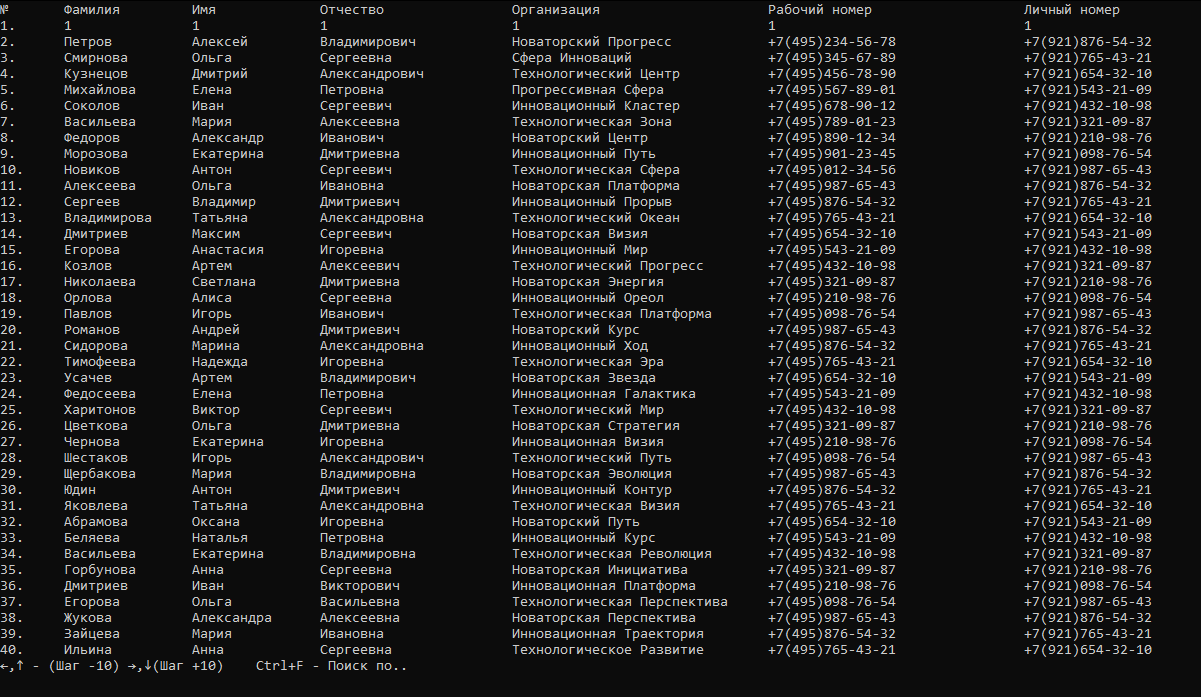 № Фамилия Имя Отчество Организация Рабочий номер Личный номер
1. 1 1 1 1 1 1
2. Петров Алексей Владимирович Новаторский Прогресс +7(495)234-56-78 +7(921)876-54-32
3. Смирнова Ольга Сергеевна Сфера Инноваций +7(495)345-67-89 +7(921)765-43-21
4. Кузнецов Дмитрий Александрович Технологический Центр +7(495)456-78-90 +7(921)654-32-10
5. Михайлова Елена Петровна Прогрессивная Сфера +7(495)567-89-01 +7(921)543-21-09
6. Соколов Иван Сергеевич Инновационный Кластер +7(495)678-90-12 +7(921)432-10-98
7. Васильева Мария Алексеевна Технологическая Зона +7(495)789-01-23 +7(921)321-09-87
8. Федоров Александр Иванович Новаторский Центр +7(495)890-12-34 +7(921)210-98-76
9. Морозова Екатерина Дмитриевна Инновационный Путь +7(495)901-23-45 +7(921)098-76-54
10. Новиков Антон Сергеевич Технологическая Сфера +7(495)012-34-56 +7(921)987-65-43
11. Алексеева Ольга Ивановна Новаторская Платформа +7(495)987-65-43 +7(921)876-54-32
12. Сергеев Владимир Дмитриевич Инновационный Прорыв +7(495)876-54-32 +7(921)765-43-21
13. Владимирова Татьяна Александровна Технологический Океан +7(495)765-43-21 +7(921)654-32-10
14. Дмитриев Максим Сергеевич Новаторская Визия +7(495)654-32-10 +7(921)543-21-09
15. Егорова Анастасия Игоревна Инновационный Мир +7(495)543-21-09 +7(921)432-10-98
16. Козлов Артем Алексеевич Технологический Прогресс +7(495)432-10-98 +7(921)321-09-87
17. Николаева Светлана Дмитриевна Новаторская Энергия +7(495)321-09-87 +7(921)210-98-76
18. Орлова Алиса Сергеевна Инновационный Ореол +7(495)210-98-76 +7(921)098-76-54
19. Павлов Игорь Иванович Технологическая Платформа +7(495)098-76-54 +7(921)987-65-43
20. Романов Андрей Дмитриевич Новаторский Курс +7(495)987-65-43 +7(921)876-54-32
21. Сидорова Марина Александровна Инновационный Ход +7(495)876-54-32 +7(921)765-43-21
22. Тимофеева Надежда Игоревна Технологическая Эра +7(495)765-43-21 +7(921)654-32-10
23. Усачев Артем Владимирович Новаторская Звезда +7(495)654-32-10 +7(921)543-21-09
24. Федосеева Елена Петровна Инновационная Галактика +7(495)543-21-09 +7(921)432-10-98
25. Харитонов Виктор Сергеевич Технологический Мир +7(495)432-10-98 +7(921)321-09-87
26. Цветкова Ольга Дмитриевна Новаторская Стратегия +7(495)321-09-87 +7(921)210-98-76
27. Чернова Екатерина Игоревна Инновационная Визия +7(495)210-98-76 +7(921)098-76-54
28. Шестаков Игорь Александрович Технологический Путь +7(495)098-76-54 +7(921)987-65-43
29. Щербакова Мария Владимировна Новаторская Эволюция +7(495)987-65-43 +7(921)876-54-32
30. Юдин Антон Дмитриевич Инновационный Контур +7(495)876-54-32 +7(921)765-43-21
31. Яковлева Татьяна Александровна Технологическая Визия +7(495)765-43-21 +7(921)654-32-10
32. Абрамова Оксана Игоревна Новаторский Путь +7(495)654-32-10 +7(921)543-21-09
33. Беляева Наталья Петровна Инновационный Курс +7(495)543-21-09 +7(921)432-10-98
34. Васильева Екатерина Владимировна Технологическая Революция +7(495)432-10-98 +7(921)321-09-87
35. Горбунова Анна Сергеевна Новаторская Инициатива +7(495)321-09-87 +7(921)210-98-76
36. Дмитриев Иван Викторович Инновационная Платформа +7(495)210-98-76 +7(921)098-76-54
37. Егорова Ольга Васильевна Технологическая Перспектива +7(495)098-76-54 +7(921)987-65-43
38. Жукова Александра Алексеевна Новаторская Перспектива +7(495)987-65-43 +7(921)876-54-32
39. Зайцева Мария Ивановна Инновационная Траектория +7(495)876-54-32 +7(921)765-43-21
40. Ильина Анна Сергеевна Технологическое Развитие +7(495)765-43-21 +7(921)654-32-10
←,↑ - (Шаг -10) →,↓(Шаг +10) Ctrl+F - Поиск по..